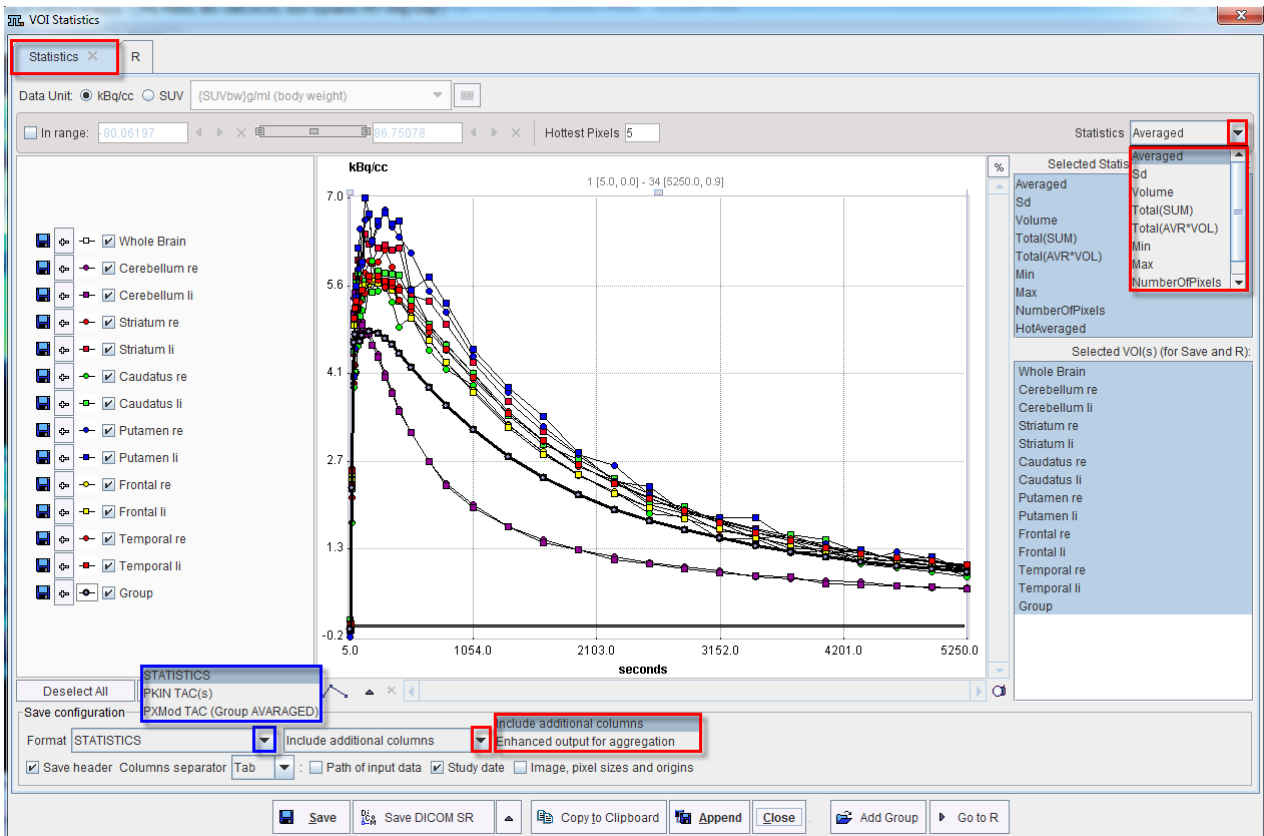 VOI Statistics
Statistics R
Data Unit: kBq/cc SUV {SUVbw}g/ml (body weight)
In range: -80.06197 86.75078 Hottest Pixels 5 Statistics Averaged
Averaged
Sd
Volume
Total(SUM)
Total(AVR*VOL)
Min
Max
NumberOfPixels
kBq/cc
1 [5.0, 0.0] - 34 [5250.0, 0.9]
%
7.0
5.6
4.1
2.7
1.3
-0.2
5.0 1054.0 2103.0 3152.0 4201.0 5250.0
seconds
Whole Brain
Cerebellum re
Cerebellum li
Striatum re
Striatum li
Caudatus re
Caudatus li
Putamen re
Putamen li
Frontal re
Frontal li
Temporal re
Temporal li
Group
Selected Statis
Averaged
Sd
Volume
Total(SUM)
Total(AVR*VOL)
Min
Max
NumberOfPixels
HotAveraged
Selected VOI(s) (for Save and R):
Whole Brain
Cerebellum re
Cerebellum li
Striatum re
Striatum li
Caudatus re
Caudatus li
Putamen re
Putamen li
Frontal re
Frontal li
Temporal re
Temporal li
Group
Deselect All
STATISTICS
PKIN TAC(s)
PXMod TAC (Group AVARAGED)
Save configuration
Format STATISTICS Include additional columns
Include additional columns
Enhanced output for aggregation
Save header Columns separator Tab : Path of input data Study date Image, pixel sizes and origins
Save Save DICOM SR Copy to Clipboard Append Close Add Group Go to R